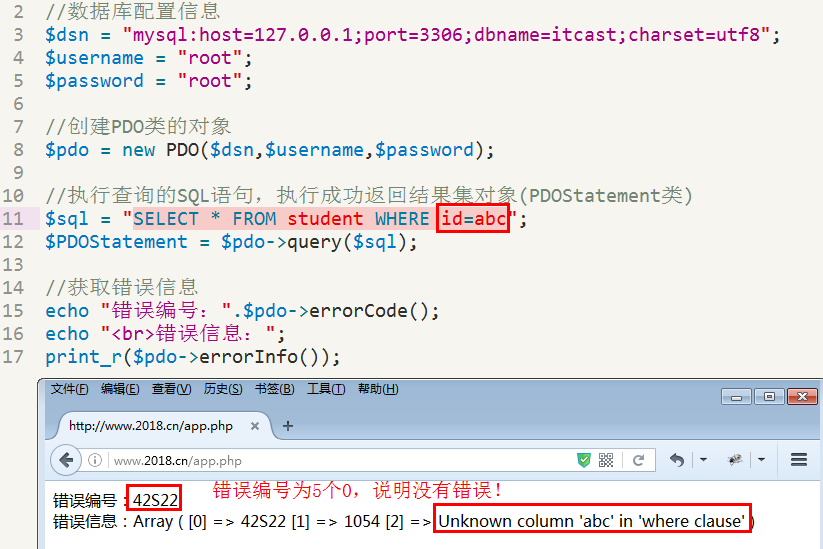 2 //数据库配置信息
3 $dsn = "mysql:host=127.0.0.1;port=3306;dbname=itcast;charset=utf8";
4 $username = "root";
5 $password = "root";
6
7 //创建PDO类的对象
8 $pdo = new PDO($dsn,$username,$password);
9
10 //执行查询的SQL语句，执行成功返回结果集对象(PDOStatement类)
11 $sql = "SELECT * FROM student WHERE id=abc";
12 $PDOStatement = $pdo->query($sql);
13
14 //获取错误信息
15 echo "错误编号：".$pdo->errorCode();
16 echo "<br>错误信息：";
17 print_r($pdo->errorInfo());
文件(F) 编辑(E) 查看(V) 历史(S) 书签(B) 工具(T) 帮助(H)
http://www.2018.cn/app.php
www.2018.cn/app.php
错误编号：42S22 错误编号为5个0，说明没有错误！
错误信息：Array ( [0] => 42S22 [1] => 1054 [2] => Unknown column 'abc' in 'where clause' )